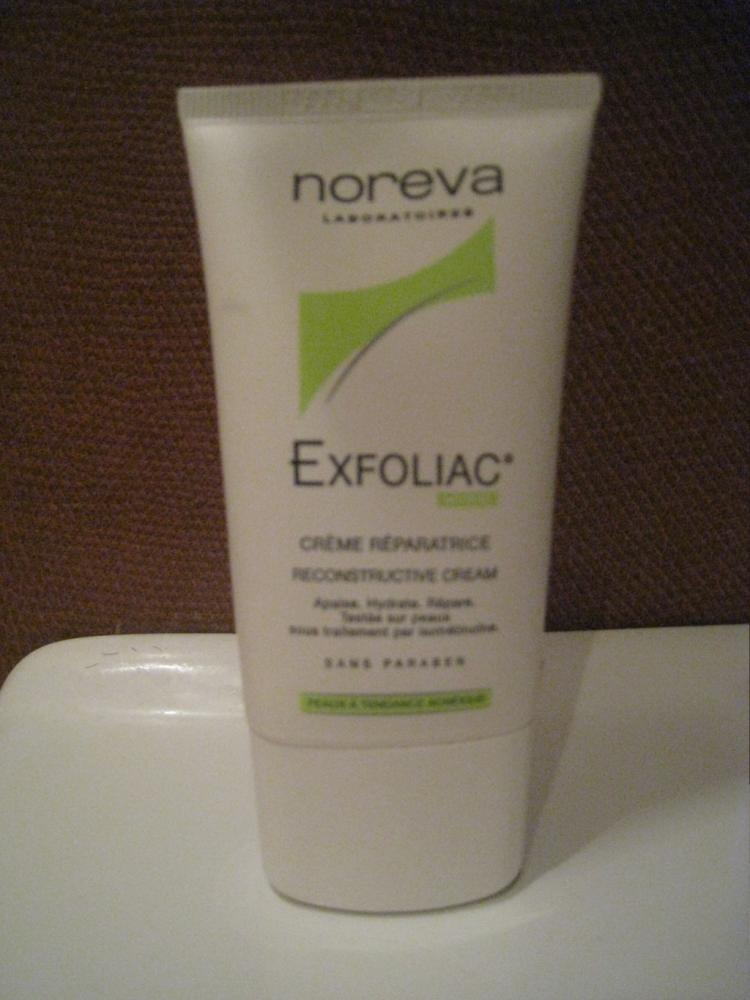 noreva
LABORATOIRES
EXFOLIAC®
CRÈME RÉPARATRICE
RECONSTRUCTIVE CREAM
Apaise. Hydrate. Répare.
Testée sur peaux
sous traitement par isotrétinoïne.
SANS PARABEN
PEAUX À TENDANCE ACNÉIQUE